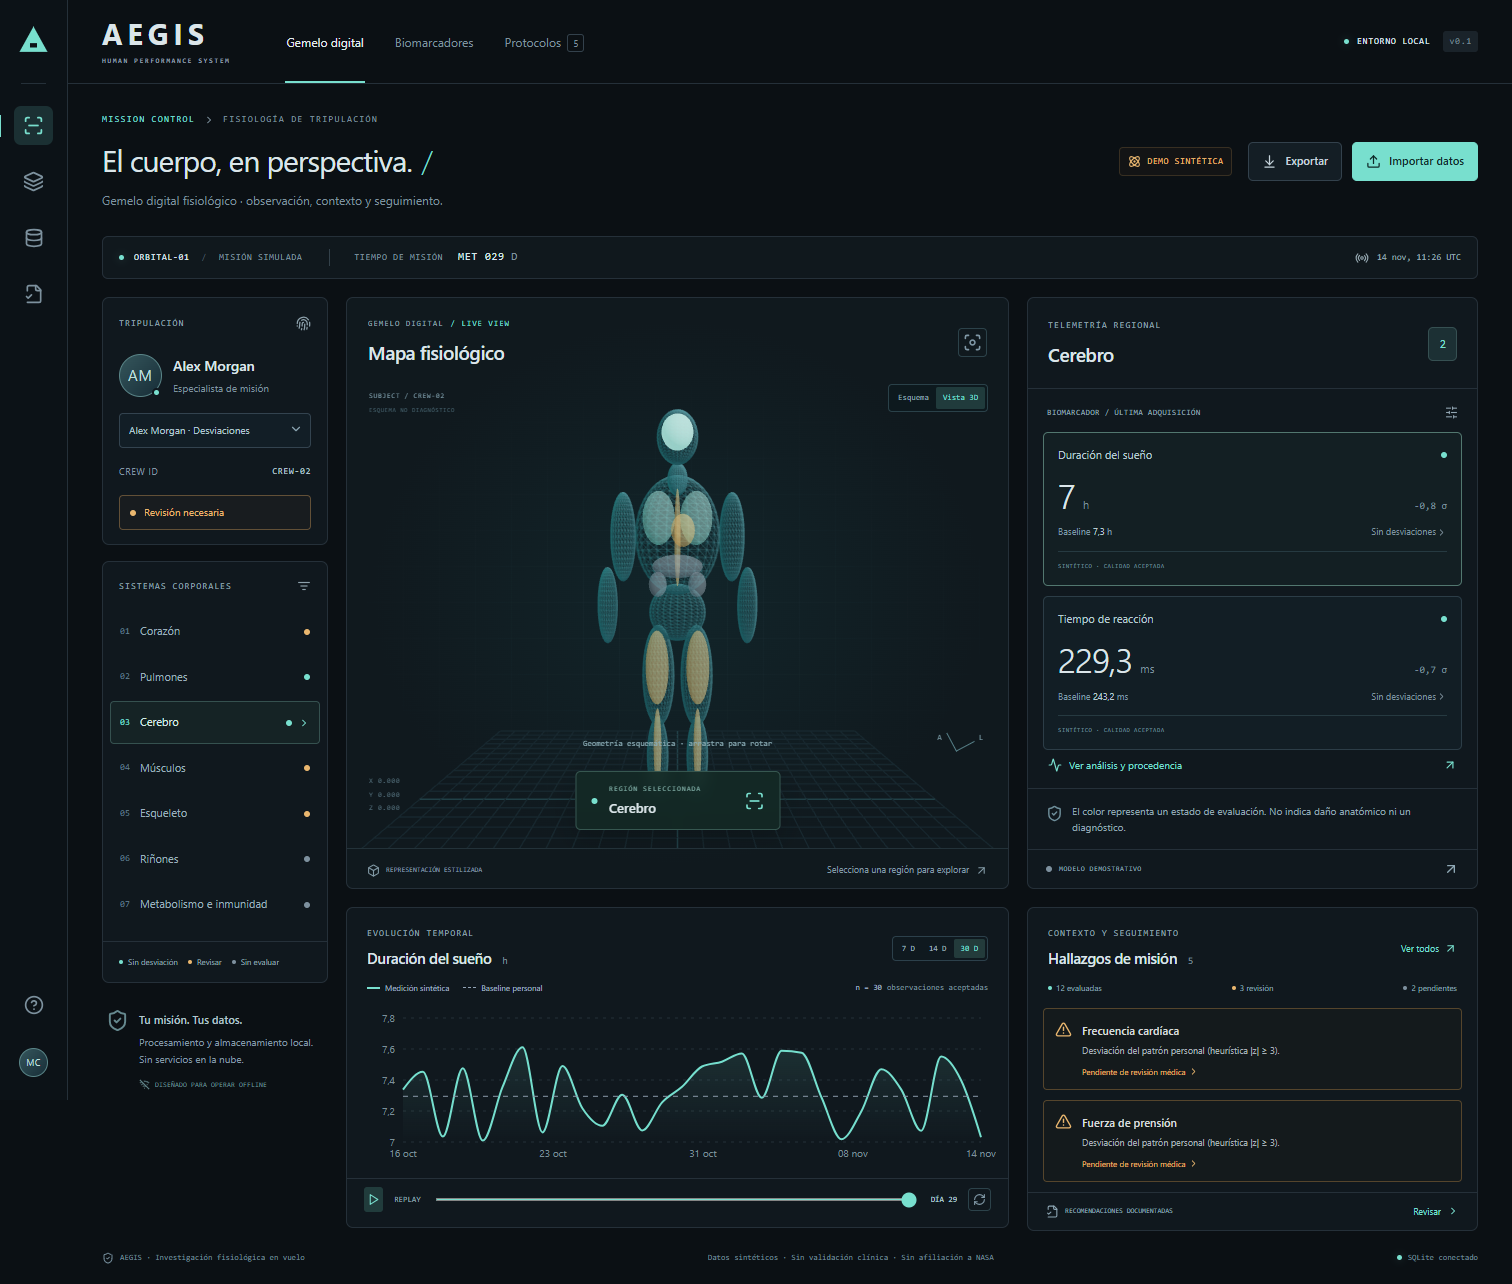 AEGIS
HUMAN PERFORMANCE SYSTEM
Gemelo digital
Biomarcadores
Protocolos 5
ENTORNO LOCAL v0.1
MISSION CONTROL > FISIOLOGÍA DE TRIPULACIÓN
El cuerpo, en perspectiva. /
Gemelo digital fisiológico · observación, contexto y seguimiento.
DEMO SINTÉTICA
Exportar
Importar datos
ORBITAL-01 / MISIÓN SIMULADA
TIEMPO DE MISIÓN MET 029 D
14 nov, 11:26 UTC
TRIPULACIÓN
AM
Alex Morgan
Especialista de misión
Alex Morgan · Desviaciones
CREW ID CREW-02
Revisión necesaria
SISTEMAS CORPORALES
01 Corazón
02 Pulmones
03 Cerebro
04 Músculos
05 Esqueleto
06 Riñones
07 Metabolismo e inmunidad
Sin desviación Revisar Sin evaluar
Tu misión. Tus datos.
Procesamiento y almacenamiento local.
Sin servicios en la nube.
DISEÑADO PARA OPERAR OFFLINE
MC
GEMELO DIGITAL / LIVE VIEW
Mapa fisiológico
SUBJECT / CREW-02
ESQUEMA NO DIAGNÓSTICO
Esquema Vista 3D
Geometría esquemática · arrastra para rotar
A L
X 0.000
Y 0.000
Z 0.000
REGIÓN SELECCIONADA
Cerebro
REPRESENTACIÓN ESTILIZADA
Selecciona una región para explorar
TELEMETRÍA REGIONAL
Cerebro
2
BIOMARCADOR / ÚLTIMA ADQUISICIÓN
Duración del sueño
7 h
-0,8 σ
Baseline 7,3 h
Sin desviaciones >
SINTÉTICO · CALIDAD ACEPTADA
Tiempo de reacción
229,3 ms
-0,7 σ
Baseline 243,2 ms
Sin desviaciones >
SINTÉTICO · CALIDAD ACEPTADA
Ver análisis y procedencia
El color representa un estado de evaluación. No indica daño anatómico ni un
diagnóstico.
MODELO DEMOSTRATIVO
EVOLUCIÓN TEMPORAL
Duración del sueño h
7 D 14 D 30 D
Medición sintética Baseline personal
n = 30 observaciones aceptadas
7,8
7,6
7,4
7,2
7
16 oct 23 oct 31 oct 08 nov 14 nov
REPLAY
DÍA 29
CONTEXTO Y SEGUIMIENTO
Hallazgos de misión 5
Ver todos
12 evaluadas 3 revisión 2 pendientes
Frecuencia cardíaca
Desviación del patrón personal (heurística |z| ≥ 3).
Pendiente de revisión médica >
Fuerza de prensión
Desviación del patrón personal (heurística |z| ≥ 3).
Pendiente de revisión médica >
RECOMENDACIONES DOCUMENTADAS
Revisar >
AEGIS · Investigación fisiológica en vuelo
Datos sintéticos · Sin validación clínica · Sin afiliación a NASA
SQLite conectado